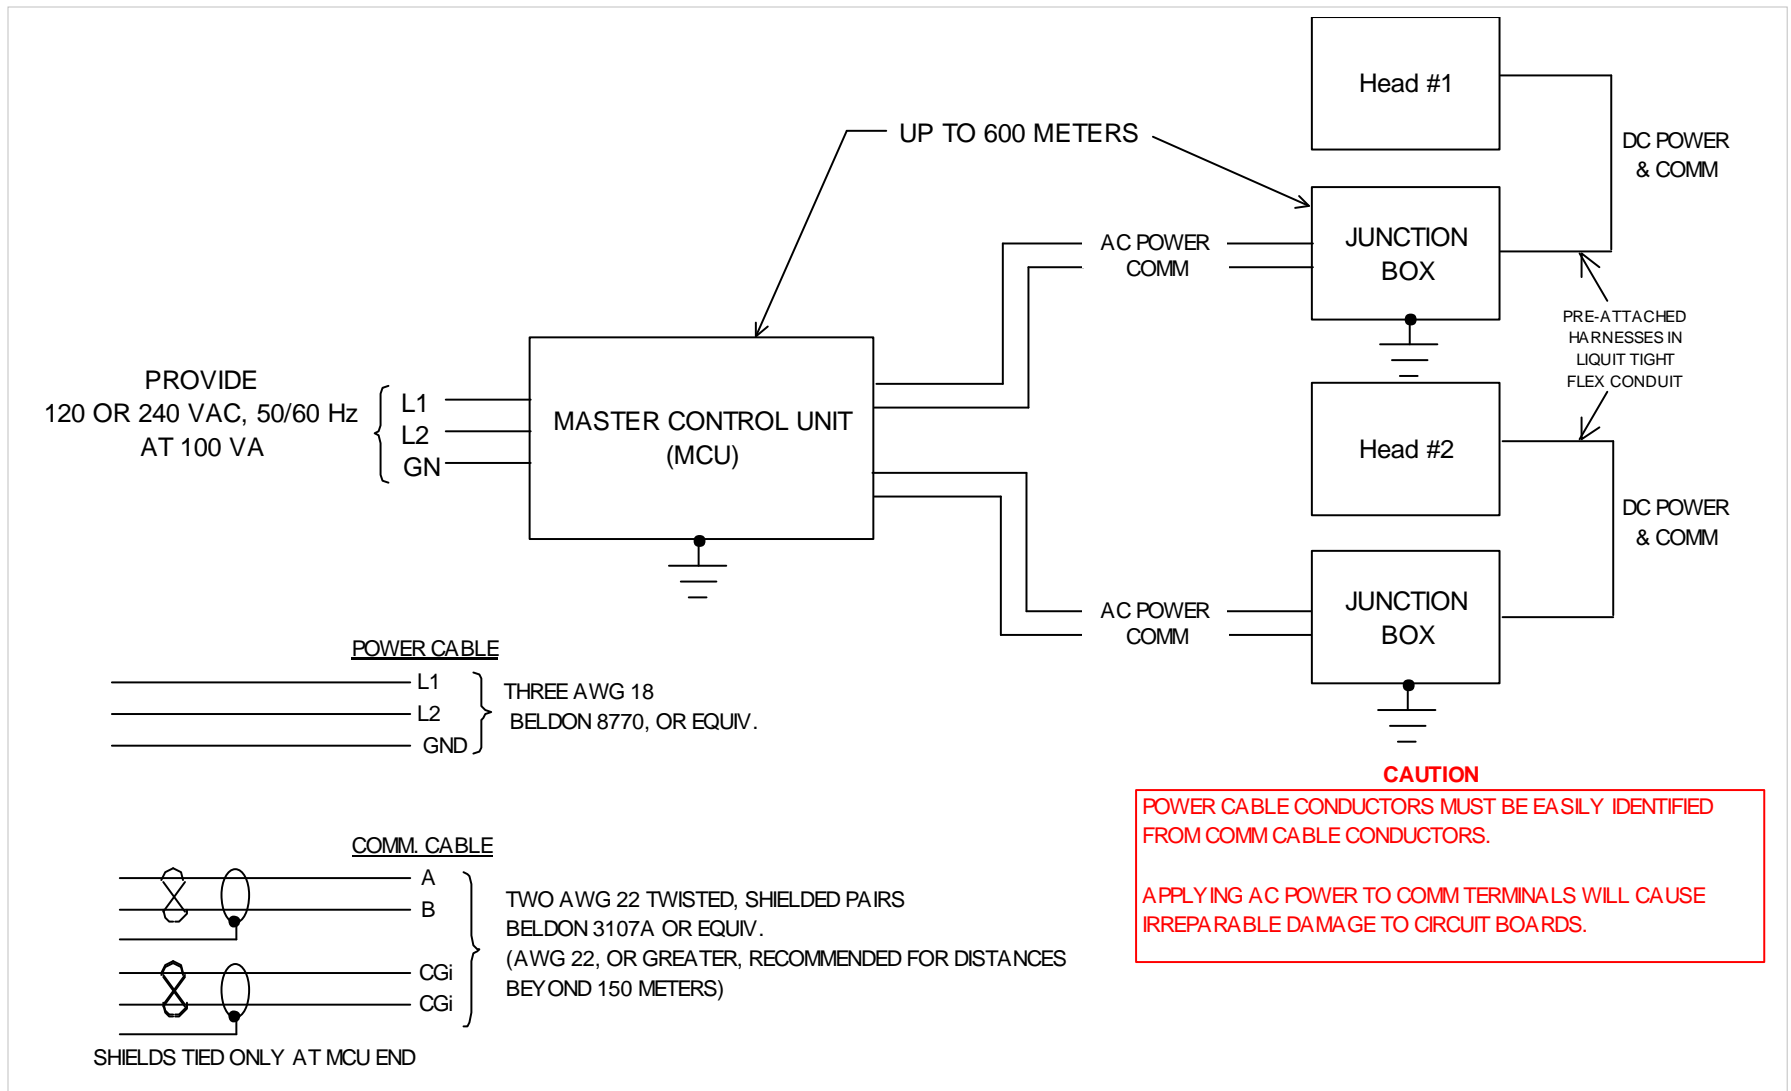 Head #1
UP TO 600 METERS
DC POWER
& COMM
JUNCTION
BOX
AC POWER
COMM
PRE-ATTACHED
HARNESSES IN
LIQUIT TIGHT
FLEX CONDUIT
PROVIDE
120 OR 240 VAC, 50/60 Hz
AT 100 VA
L1
L2
GN
MASTER CONTROL UNIT
(MCU)
Head #2
DC POWER
& COMM
JUNCTION
BOX
AC POWER
COMM
POWER CABLE
L1
L2
GND
THREE AWG 18
BELDON 8770, OR EQUIV.
CAUTION
POWER CABLE CONDUCTORS MUST BE EASILY IDENTIFIED
FROM COMM CABLE CONDUCTORS.
APPLYING AC POWER TO COMM TERMINALS WILL CAUSE
IRREPARABLE DAMAGE TO CIRCUIT BOARDS.
COMM. CABLE
A
B
CGi
CGi
TWO AWG 22 TWISTED, SHIELDED PAIRS
BELDON 3107A OR EQUIV.
(AWG 22, OR GREATER, RECOMMENDED FOR DISTANCES
BEYOND 150 METERS)
SHIELDS TIED ONLY AT MCU END